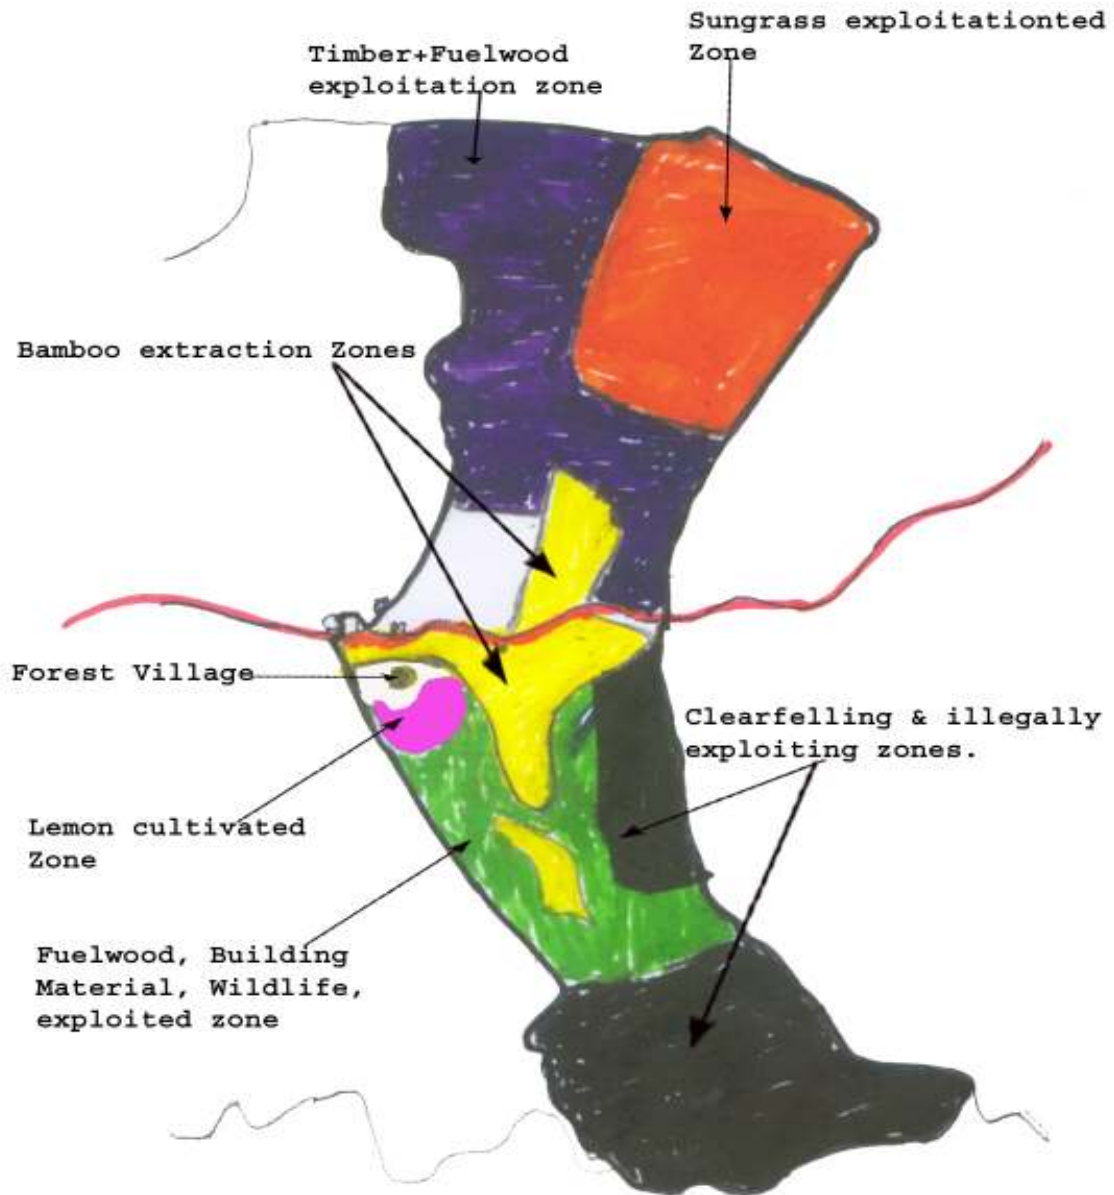 Sungrass exploitationted
Zone
Timber+Fuelwood
exploitation zone
Bamboo extraction Zones
Forest Village
Clearfelling & illegally
exploiting zones.
Lemon cultivated
Zone
Fuelwood, Building
Material, Wildlife,
exploited zone